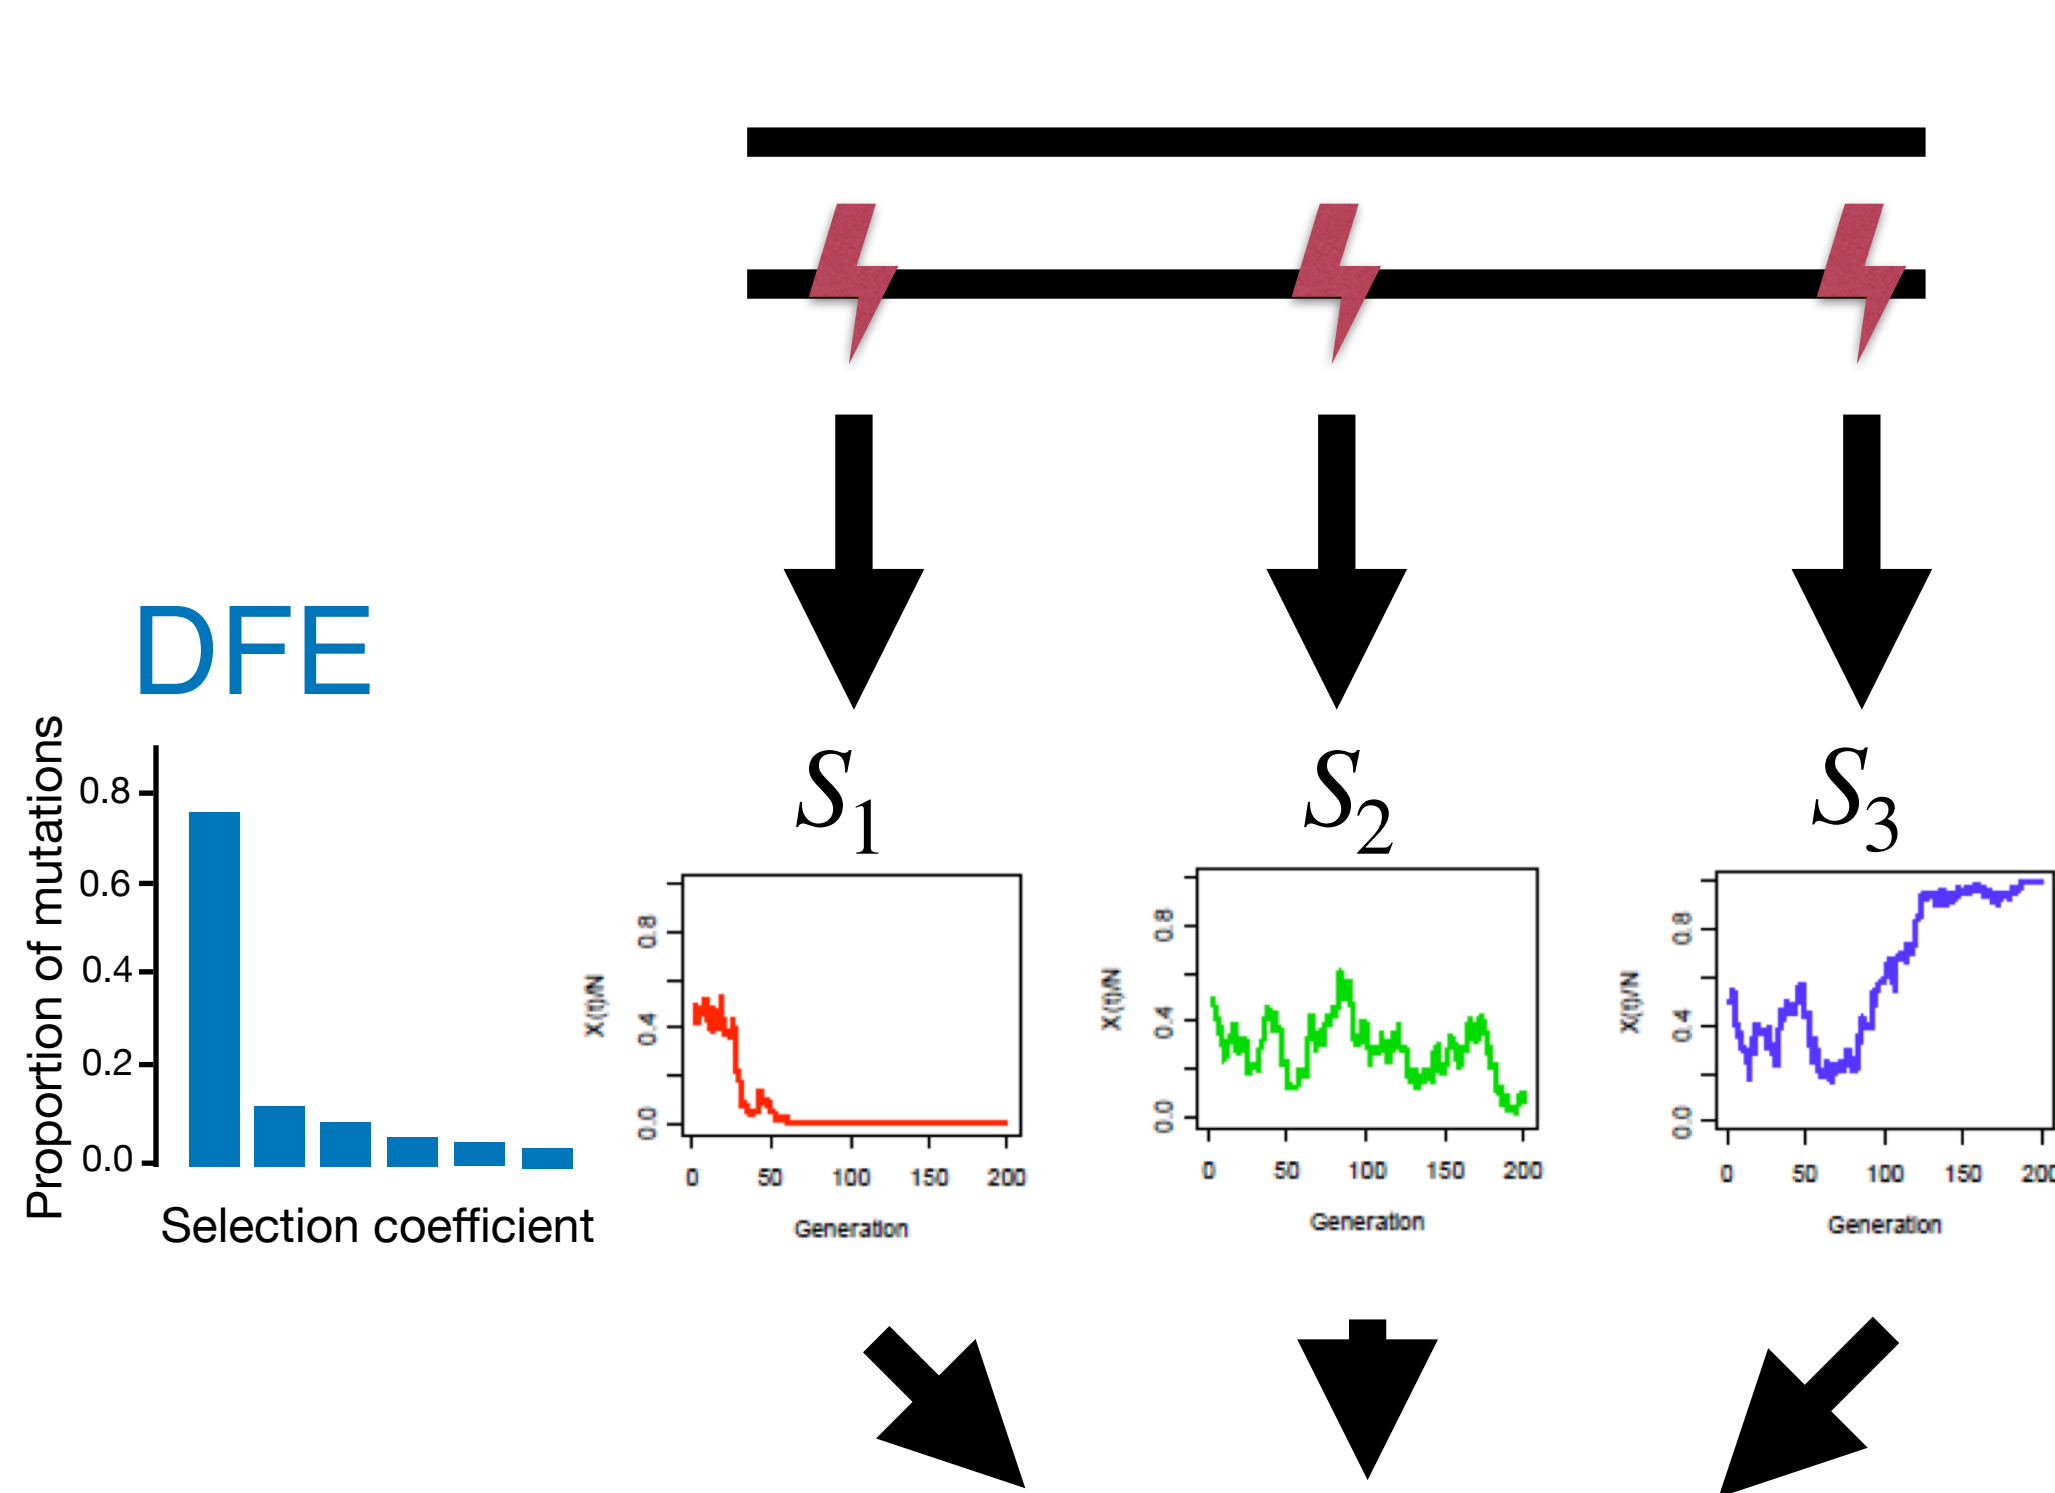 DFE
Proportion of mutations
0.8
0.6
0.4
0.2
0.0
Selection coefficient
S1
X(t)/N
0.8
0.4
0.0
0 50 100 150 200
Generation
S2
X(t)/N
0.8
0.4
0.0
0 50 100 150 200
Generation
S3
X(t)/N
0.8
0.4
0.0
0 50 100 150 200
Generation